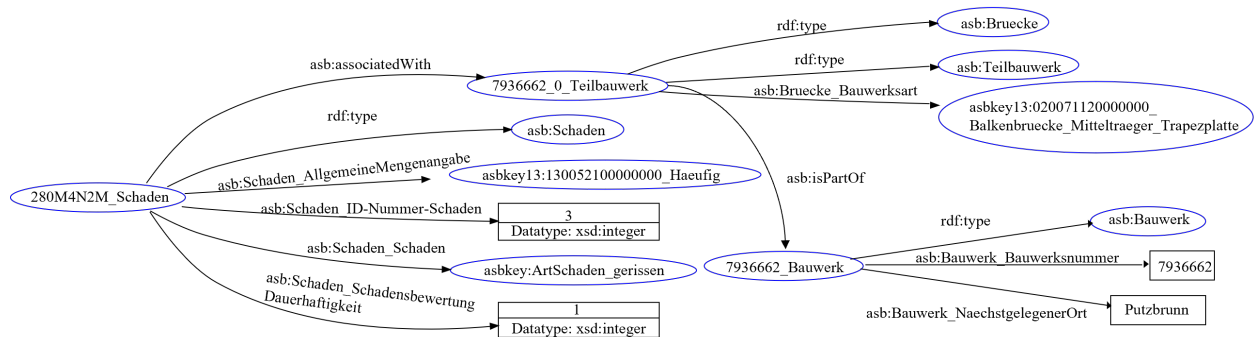 rdf:type
asb:Bruecke
asb:associatedWith
rdf:type
asb:Teilbauwerk
7936662_0_Teilbauwerk
asb:Bruecke_Bauwerksart
asbkey13:020071120000000_
Balkenbruecke_Mitteltraeger_Trapezplatte
rdf:type
asb:Schaden
asb:Schaden_AllgemeineMengenangabe
asbkey13:130052100000000_Haeufig
asb:isPartOf
280M4N2M_Schaden
asb:Schaden_ID-Nummer-Schaden
3
Datatype: xsd:integer
rdf:type
asb:Bauwerk
asb:Schaden_Schaden
asbkey:ArtSchaden_gerissen
7936662_Bauwerk
asb:Bauwerk_Bauwerksnummer
7936662
asb:Schaden_Schadensbewertung
Dauerhaftigkeit
1
Datatype: xsd:integer
asb:Bauwerk_NaechstgelegenerOrt
Putzbrunn